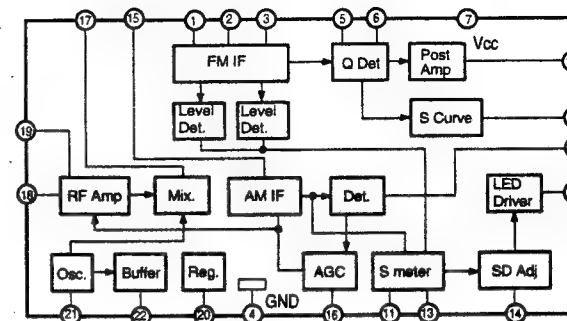 17 15 1 2 3 5 6 7
Vcc
FM IF
Q Det
Post
Amp
Level
Det.
Level
Det.
S Curve
19
18
RF Amp
Mix.
AM IF
Det.
LED
Driver
Osc.
Buffer
Reg.
GND
AGC
S meter
SD Adj
21 22 20 4 16 11 13 14